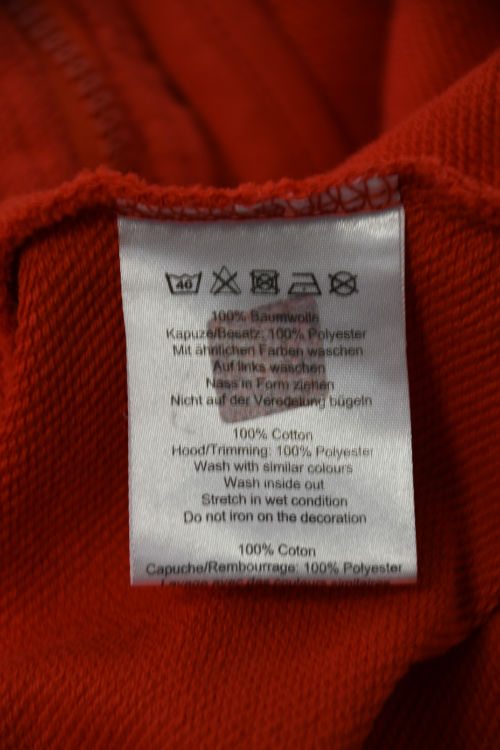 40
100% Baumwolle
Kapuze/Besatz: 100% Polyester
Mit ähnlichen Farben waschen
Auf links waschen
Nass in Form ziehen
Nicht auf der Veredelung bügeln
100% Cotton
Hood/Trimming: 100% Polyester
Wash with similar colours
Wash inside out
Stretch in wet condition
Do not iron on the decoration
100% Coton
Capuche/Rembourrage: 100% Polyester